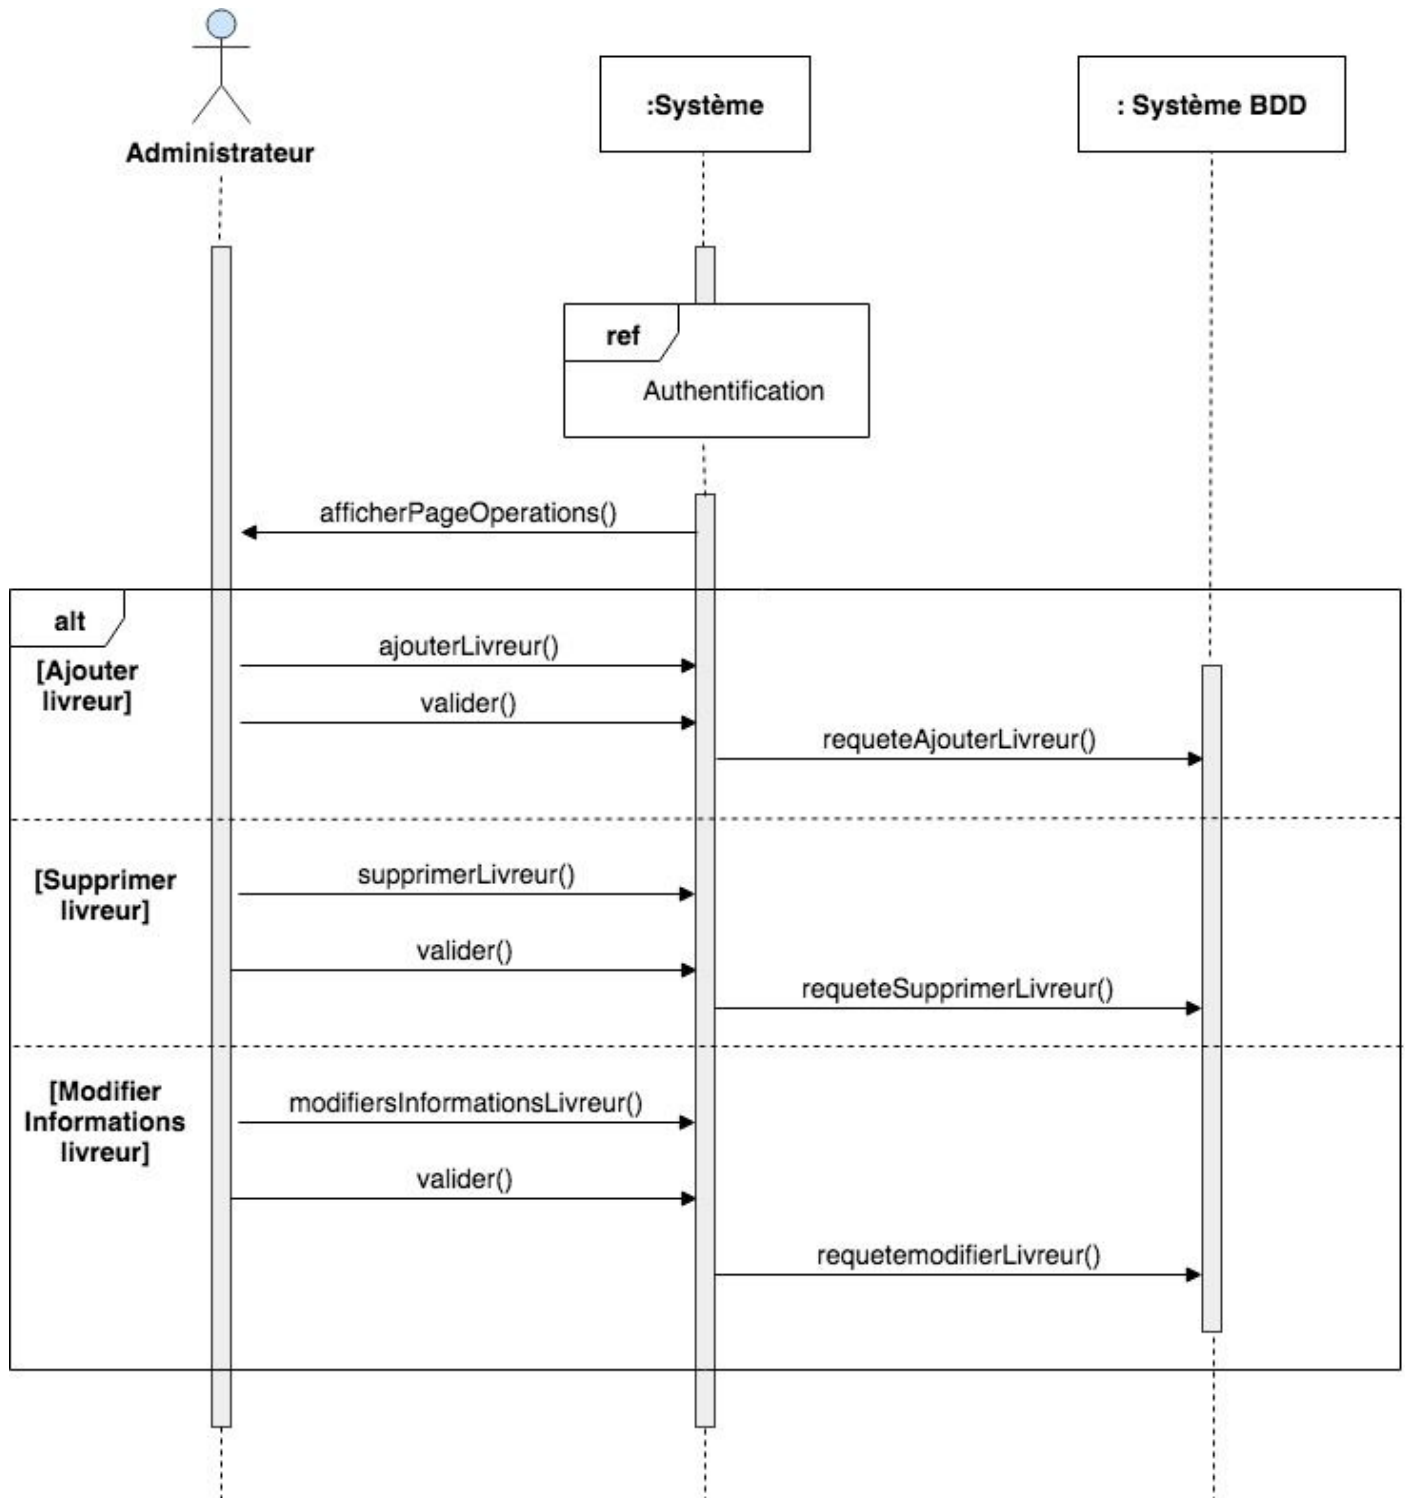 Administrateur
:Système
: Système BDD
ref
Authentification
afficherPageOperations()
alt
[Ajouter
livreur]
ajouterLivreur()
valider()
requeteAjouterLivreur()
[Supprimer
livreur]
supprimerLivreur()
valider()
requeteSupprimerLivreur()
[Modifier
Informations
livreur]
modifiersInformationsLivreur()
valider()
requetemodifierLivreur()